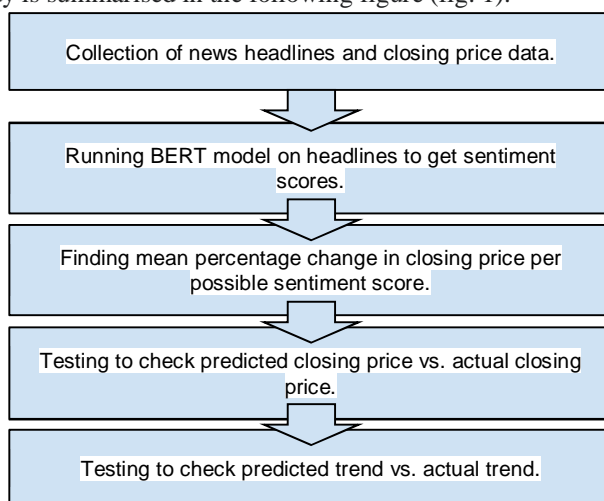 y is summarised in the following figure (fig. 1).
Collection of news headlines and closing price data.
Running BERT model on headlines to get sentiment
scores.
Finding mean percentage change in closing price per
possible sentiment score.
Testing to check predicted closing price vs. actual closing
price.
Testing to check predicted trend vs. actual trend.